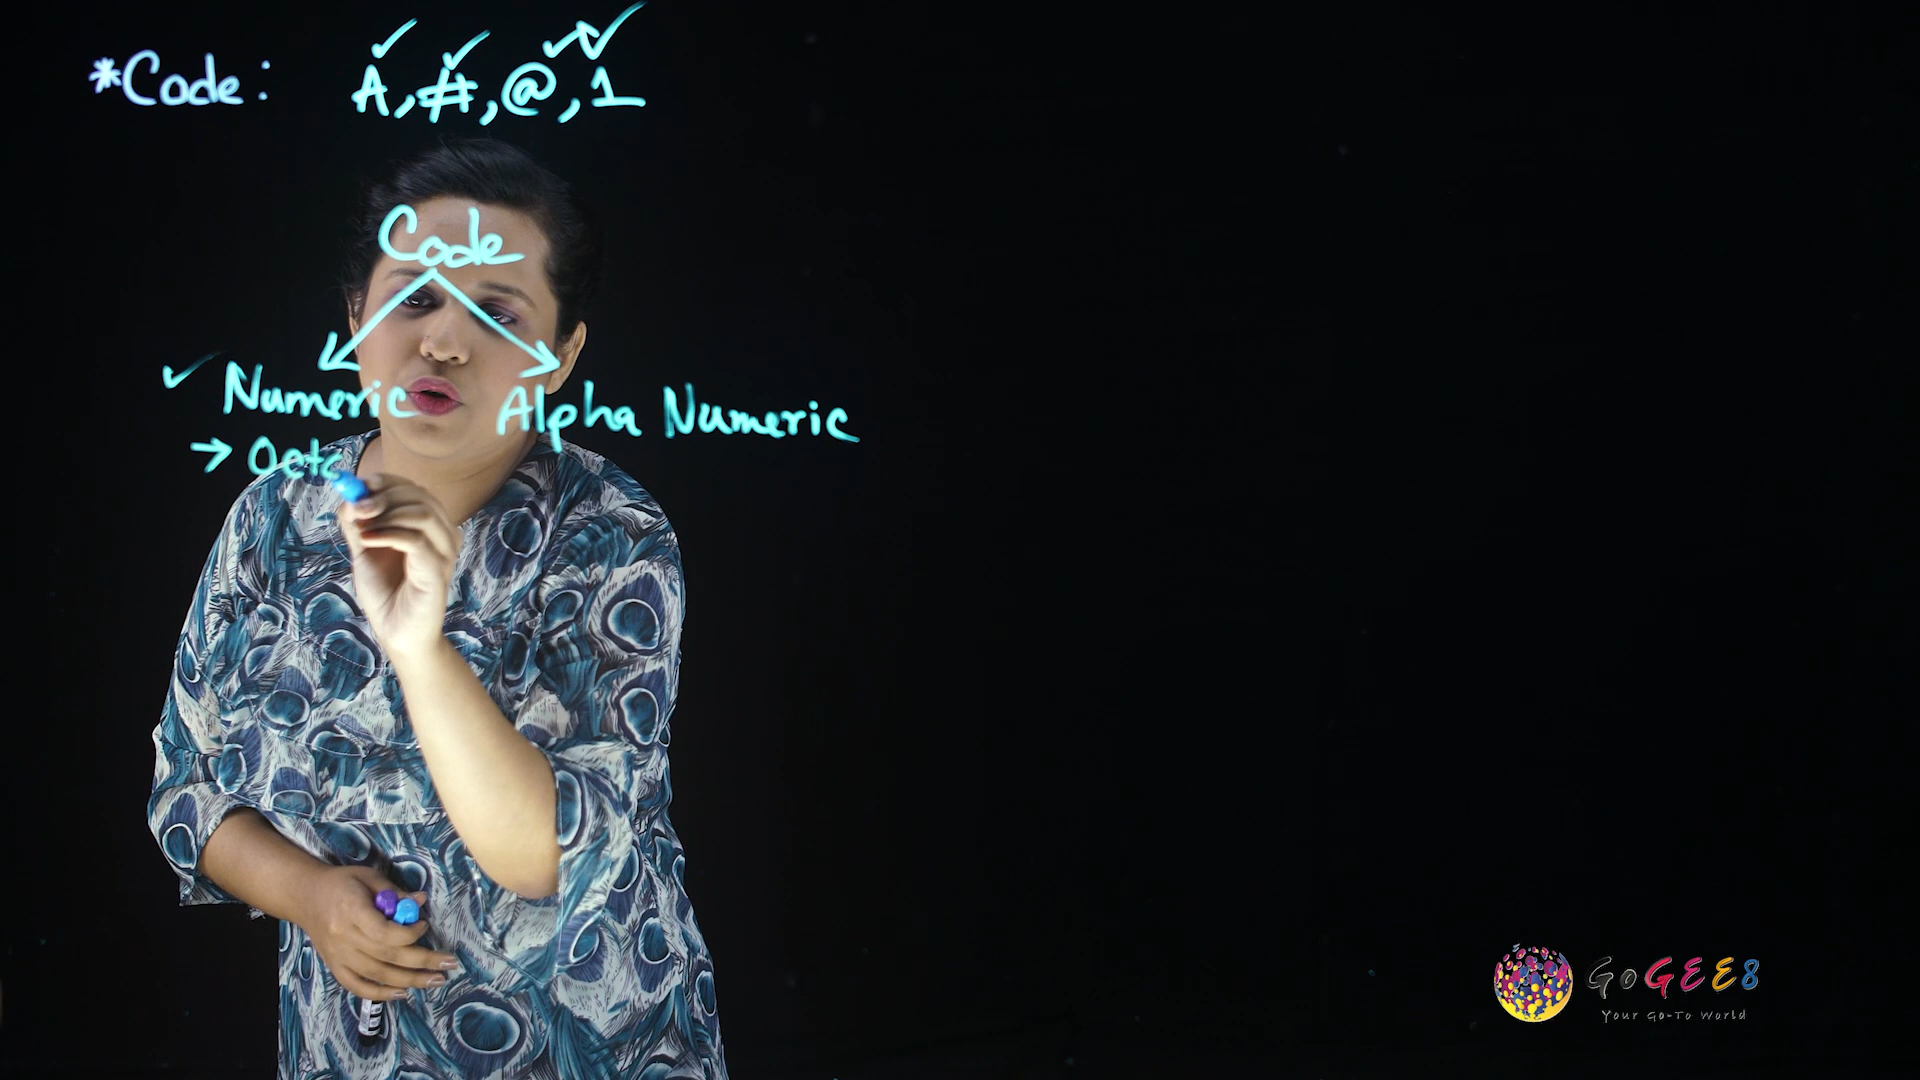 *Code: A, #, @, 1
Code
✓ Numeric Alpha Numeric
→ Octa
GoGEE8
Your Go-To World